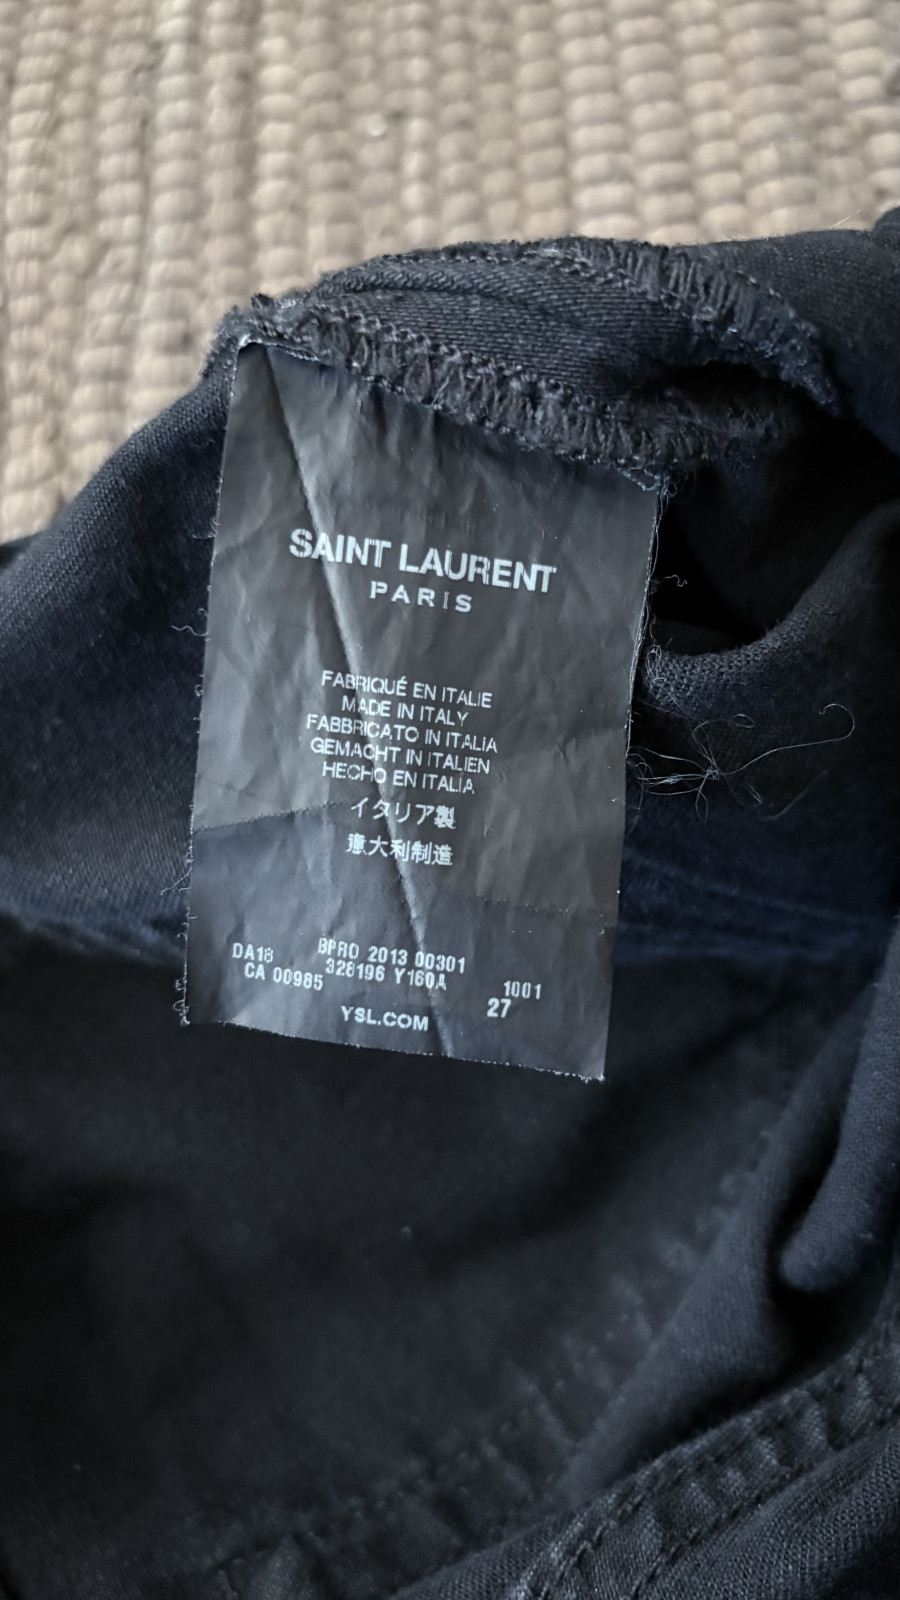 SAINT LAURENT
PARIS
FABRIQUÉ EN ITALIE
MADE IN ITALY
FABBRICATO IN ITALIA
GEMACHT IN ITALIEN
HECHO EN ITALIA
イタリア製
意大利制造
DA18 BPRO 2013 00301
CA 00985 328196 Y160A 1001
27
YSL.COM